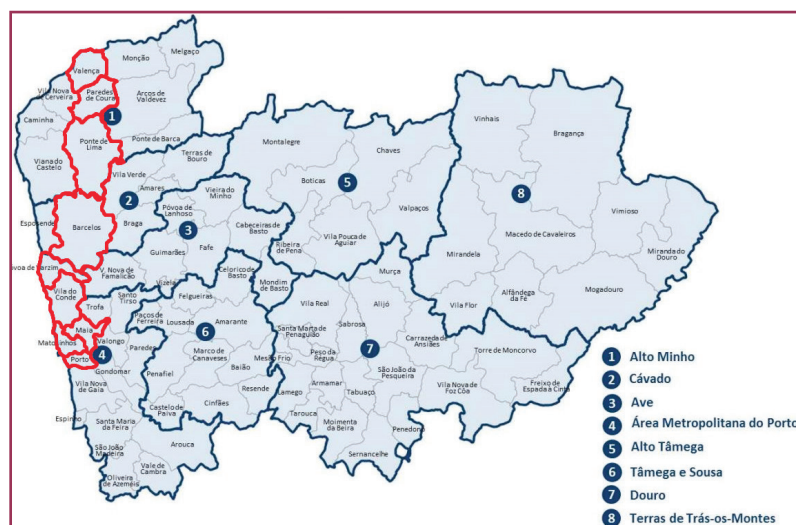 Melgaço
Monção
Valença
Vila Nova
de Cerveira
Paredes
de Coura
Arcos de
Valdevez
Caminha
1
Ponte de
Lima
Ponte de Barca
Viana do
Castelo
Terras de
Bouro
Vila Verde
Amares
2
Esposende
Barcelos
Braga
Póvoa de
Lanhoso
Vieira do
Minho
3
Cabeceiras
de Basto
Guimarães
Fafe
V. Nova de
Famalicão
Vizela
Celorico de
Basto
Mondim
de Basto
Montalegre
Chaves
Boticas
5
Valpaços
Vila Pouca de
Aguiar
Ribeira
de Pena
Vinhais
Bragança
8
Vimioso
Macedo de Cavaleiros
Mirandela
Miranda do
Douro
Mogadouro
Alfândega
da Fé
Vila Flor
ovoa de Varzim
Vila do
Conde
Trofa
Santo
Tirso
Maia
Matosinhos
Valongo
Porto
4
Gondomar
Paredes
Paços de
Ferreira
Felgueiras
Lousada
6
Amarante
Marco de
Canaveses
Baião
Penafiel
Mesão Frio
Resende
Cinfães
Castelo de
Paiva
Vila Nova
de Gaia
Espinho
Santa Maria
da Feira
Arouca
São João
Madeira
Vale de
Cambra
Oliveira
de Azeméis
Murça
Vila Real
Alijó
Sabrosa
Santa Marta de
Penaguião
Peso da
Régua
7
Carrazeda de
Ansiães
São João da
Pesqueira
Torre de Moncorvo
Vila Nova de
Foz Côa
Freixo de
Espada à Cinta
Lamego
Armamar
Tabuaço
Tarouca
Moimenta
da Beira
Penedono
Sernancelhe
1 Alto Minho
2 Cávado
3 Ave
4 Área Metropolitana do Porto
5 Alto Tâmega
6 Tâmega e Sousa
7 Douro
8 Terras de Trás-os-Montes